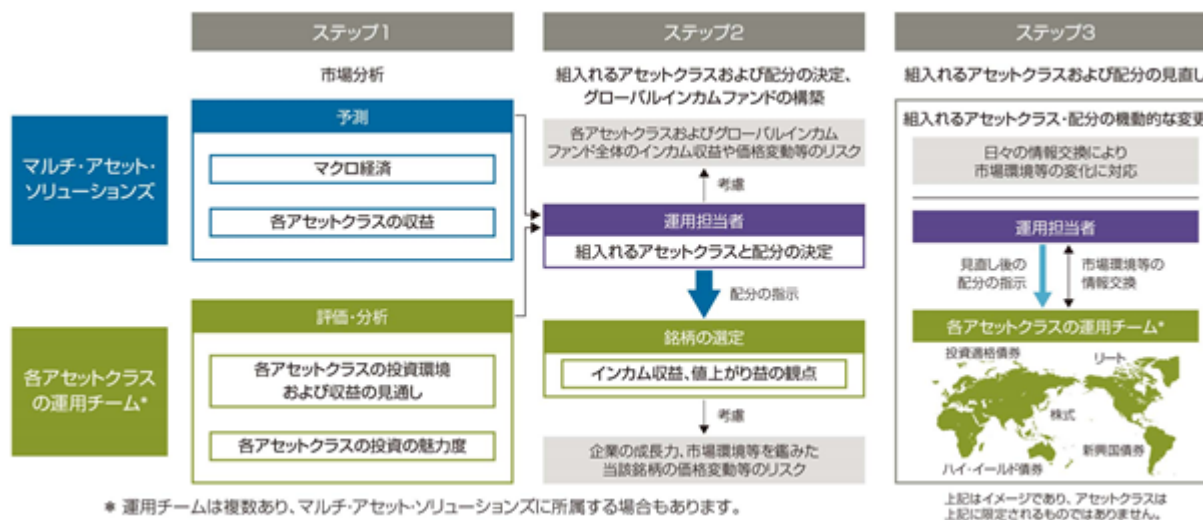 ステップ1
ステップ2
ステップ3
市場分析
組入れるアセットクラスおよび配分の決定、
グローバルインカムファンドの構築
組入れるアセットクラスおよび配分の見直し
マルチ・アセット・
ソリューションズ
予測
マクロ経済
各アセットクラスの収益
各アセットクラスおよびグローバルインカム
ファンド全体のインカム収益や価格変動等のリスク
考慮
運用担当者
組入れるアセットクラスと配分の決定
配分の指示
組入れるアセットクラス・配分の機動的な変更
日々の情報交換により
市場環境等の変化に対応
運用担当者
見直し後の
配分の指示
市場環境等の
情報交換
各アセットクラス
の運用チーム*
評価・分析
各アセットクラスの投資環境
および収益の見通し
各アセットクラスの投資の魅力度
銘柄の選定
インカム収益、値上がり益の観点
考慮
企業の成長力、市場環境等を鑑みた
当該銘柄の価格変動等のリスク
各アセットクラスの運用チーム*
投資適格債券
リート
株式
新興国債券
ハイ・イールド債券
* 運用チームは複数あり、マルチ・アセット・ソリューションズに所属する場合もあります。
上記はイメージであり、アセットクラスは
上記に限定されるものではありません。